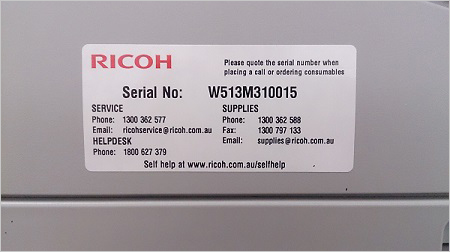 RICOH
Please quote the serial number when
placing a call or ordering consumables
Serial No: W513M310015
SERVICE
Phone: 1300 362 577
Email: ricohservice@ricoh.com.au
HELPDESK
Phone: 1800 627 379
SUPPLIES
Phone: 1300 362 588
Fax: 1300 797 133
Email: supplies@ricoh.com.au
Self help at www.ricoh.com.au/selfhelp